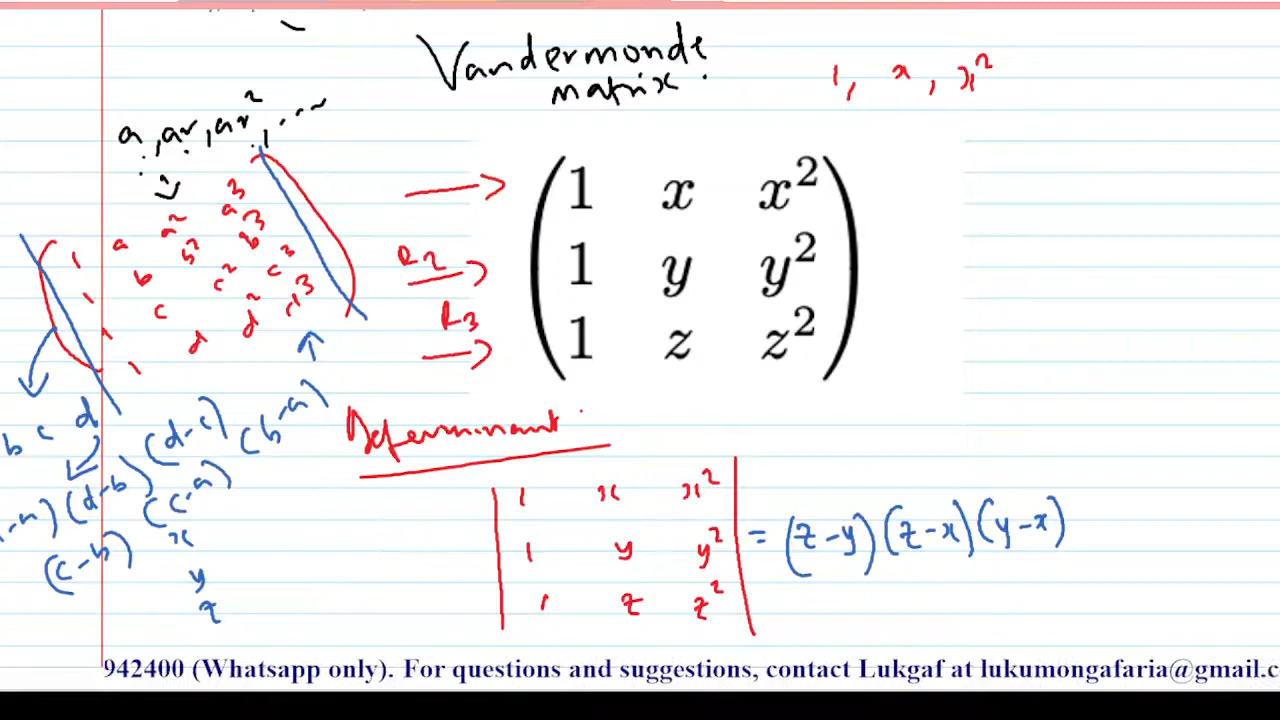 Vandermonde
matrix.
1, x, x²
a, ar, ar², ....
1 a a² a³
1 b b² b³
1 c c² c³
1 d d² d³
1 x x²
R2
1 y y²
R3
1 z z²
b c d
(d-c) (b-a)
-a) (d-b) (c-a)
(c-b)
x
y
z
Determinant
1 x x²
1 y y²
1 z z²
= (z-y)(z-x)(y-x)
942400 (Whatsapp only). For questions and suggestions, contact Lukgaf at lukumongafaria@gmail.c